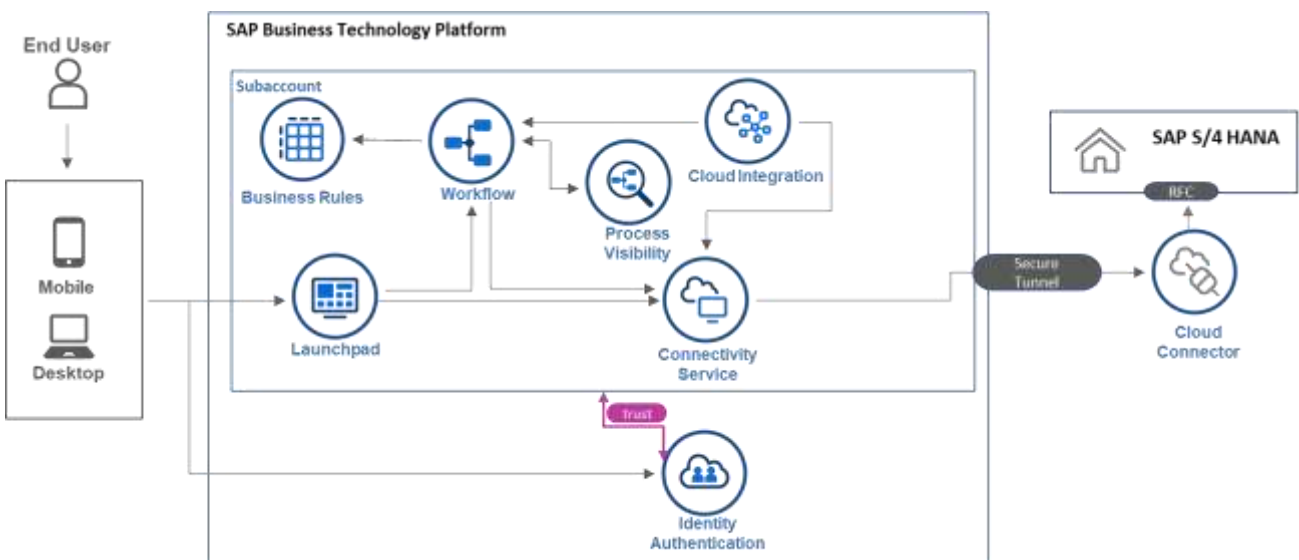 SAP Business Technology Platform
End User
Subaccount
SAP S/4 HANA
Business Rules
Workflow
Cloud Integration
RFC
Process
Visibility
Mobile
Secure
Tunnel
Launchpad
Connectivity
Service
Cloud
Connector
Desktop
Trust
Identity
Authentication